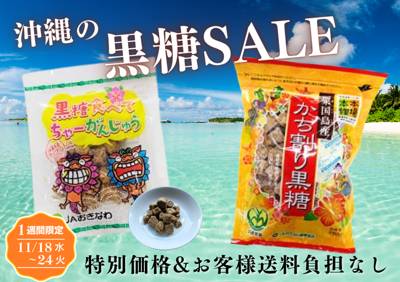 沖縄の
黒糖SALE
黒糖食べて
ちゃーがんじゅう
JAおきなわ
粟国島産
かち割り黒糖
本場
1週間限定
11/18水
~24火
特別価格&お客様送料負担なし